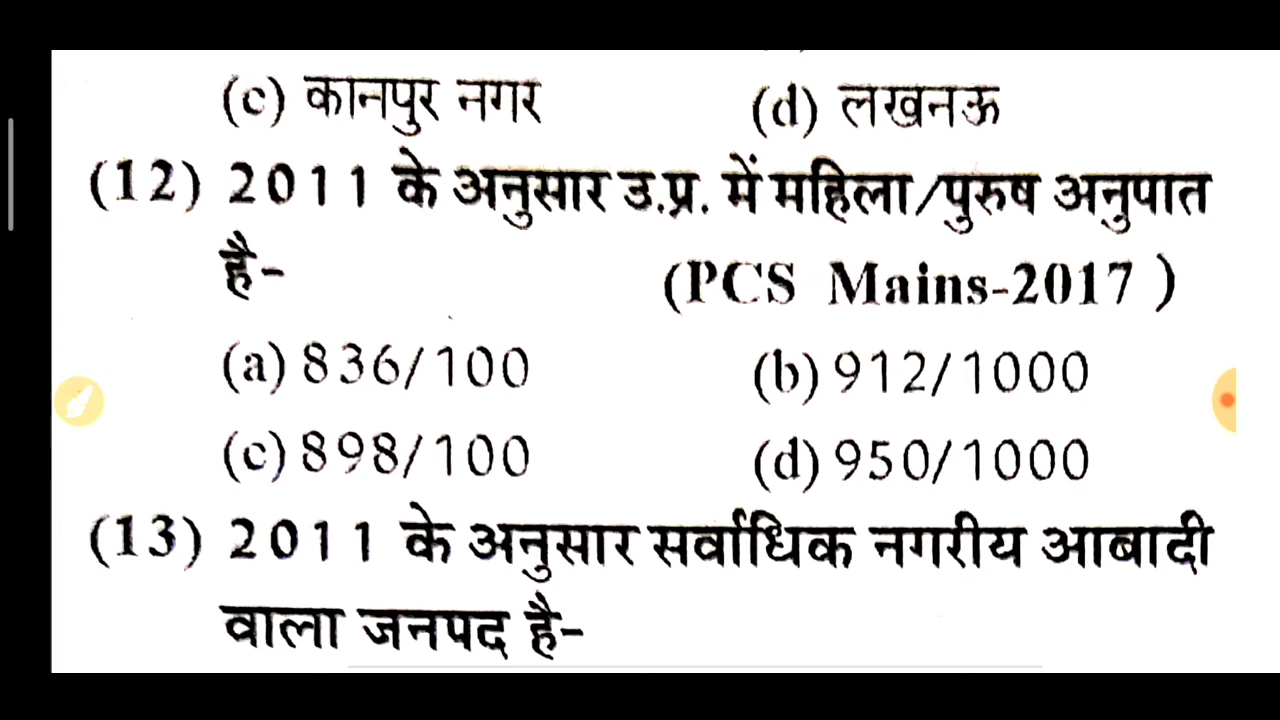 (c) कानपुर नगर (d) लखनऊ
(12) 2011 के अनुसार उ.प्र. में महिला/पुरुष अनुपात
है- (PCS Mains-2017 )
(a) 836/100 (b) 912/1000
(c) 898/100 (d) 950/1000
(13) 2011 के अनुसार सर्वाधिक नगरीय आबादी
वाला जनपद है-